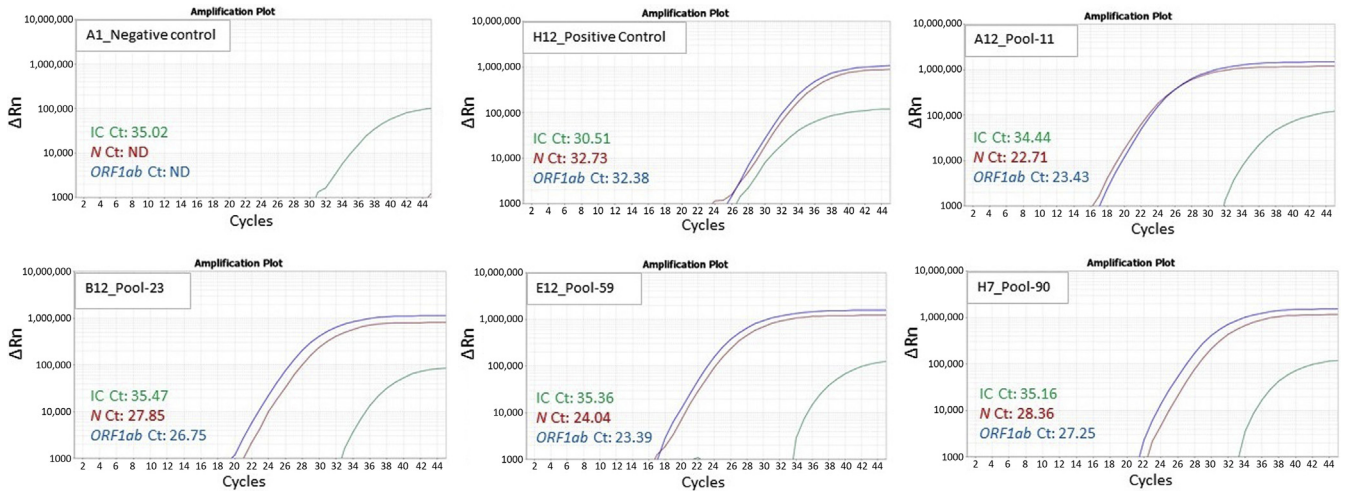 Amplification Plot
A1_Negative control
10,000,000
1,000,000
100,000
10,000
1000
ΔRn
IC Ct: 35.02
N Ct: ND
ORF1ab Ct: ND
2 4 6 8 10 12 14 16 18 20 22 24 26 28 30 32 34 36 38 40 42 44
Cycles
Amplification Plot
H12_Positive Control
10,000,000
1,000,000
100,000
10,000
1000
ΔRn
IC Ct: 30.51
N Ct: 32.73
ORF1ab Ct: 32.38
2 4 6 8 10 12 14 16 18 20 22 24 26 28 30 32 34 36 38 40 42 44
Cycles
Amplification Plot
A12_Pool-11
10,000,000
1,000,000
100,000
10,000
1000
ΔRn
IC Ct: 34.44
N Ct: 22.71
ORF1ab Ct: 23.43
2 4 6 8 10 12 14 16 18 20 22 24 26 28 30 32 34 36 38 40 42 44
Cycles
Amplification Plot
B12_Pool-23
10,000,000
1,000,000
100,000
10,000
1000
ΔRn
IC Ct: 35.47
N Ct: 27.85
ORF1ab Ct: 26.75
2 4 6 8 10 12 14 16 18 20 22 24 26 28 30 32 34 36 38 40 42 44
Cycles
Amplification Plot
E12_Pool-59
10,000,000
1,000,000
100,000
10,000
1000
ΔRn
IC Ct: 35.36
N Ct: 24.04
ORF1ab Ct: 23.39
2 4 6 8 10 12 14 16 18 20 22 24 26 28 30 32 34 36 38 40 42 44
Cycles
Amplification Plot
H7_Pool-90
10,000,000
1,000,000
100,000
10,000
1000
ΔRn
IC Ct: 35.16
N Ct: 28.36
ORF1ab Ct: 27.25
2 4 6 8 10 12 14 16 18 20 22 24 26 28 30 32 34 36 38 40 42 44
Cycles